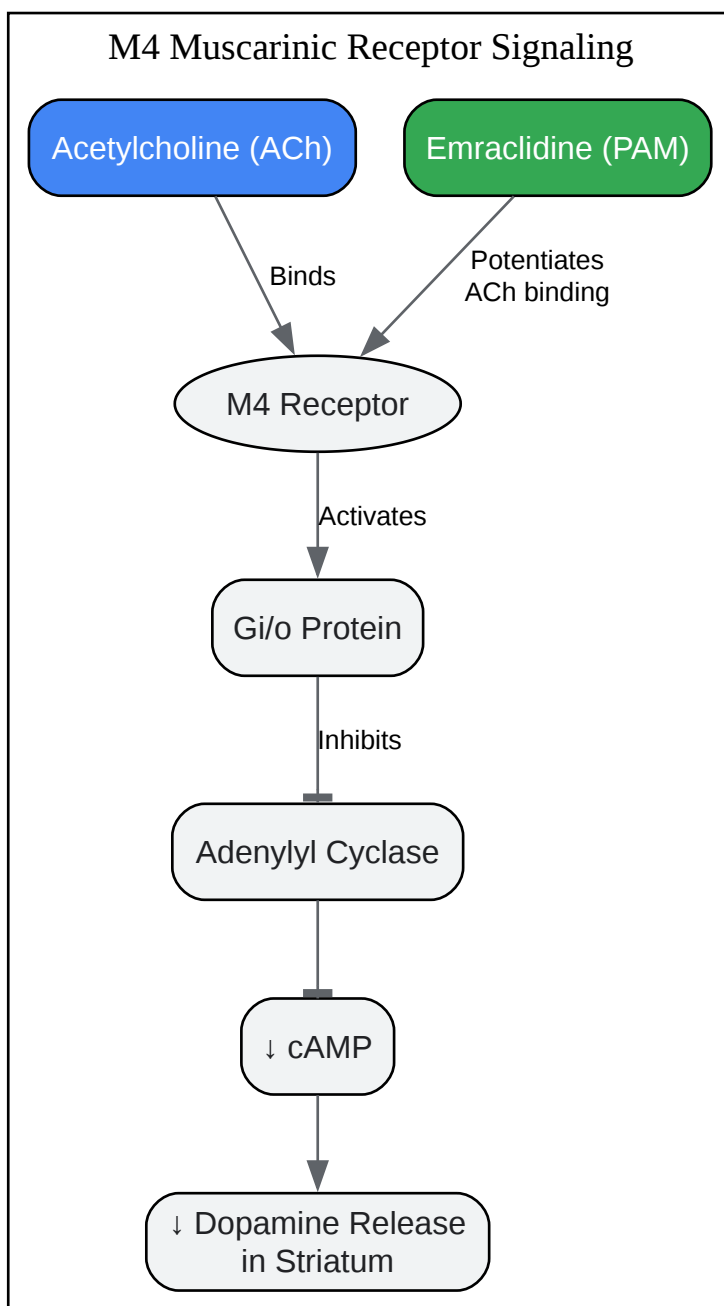 M4 Muscarinic Receptor Signaling
Acetylcholine (ACh)
Emraclidine (PAM)
Binds
Potentiates
ACh binding
M4 Receptor
Activates
Gi/o Protein
Inhibits
Adenylyl Cyclase
↓ cAMP
↓ Dopamine Release
in Striatum